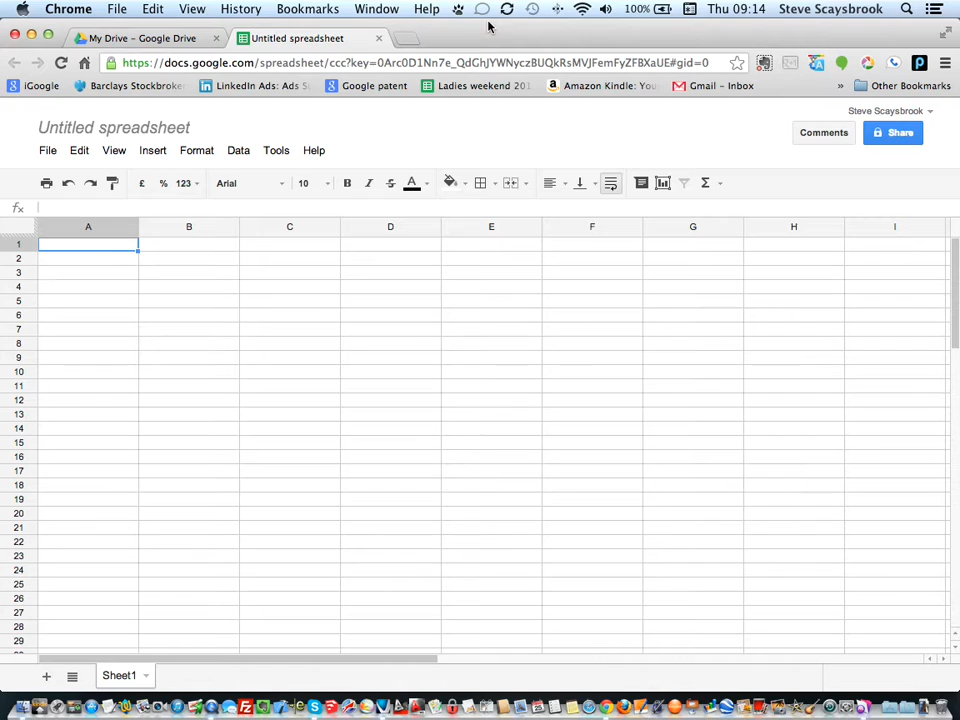 Chrome File Edit View History Bookmarks Window Help 100% Thu 09:14 Steve Scaysbrook
My Drive – Google Drive × Untitled spreadsheet ×
https://docs.google.com/spreadsheet/ccc?key=0Arc0D1Nn7e_QdGhJYWNyczBUQkRsMVJFemFyZFBXaUE#gid=0
iGoogle Barclays Stockbroke LinkedIn Ads: Ads Google patent Ladies weekend 201 Amazon Kindle: You Gmail – Inbox » Other Bookmarks
Steve Scaysbrook
Untitled spreadsheet
Comments Share
File Edit View Insert Format Data Tools Help
£ % 123 Arial 10 B I S A Σ
fx
A B C D E F G H I
1
2
3
4
5
6
7
8
9
10
11
12
13
14
15
16
17
18
19
20
21
22
23
24
25
26
27
28
29
+ Sheet1